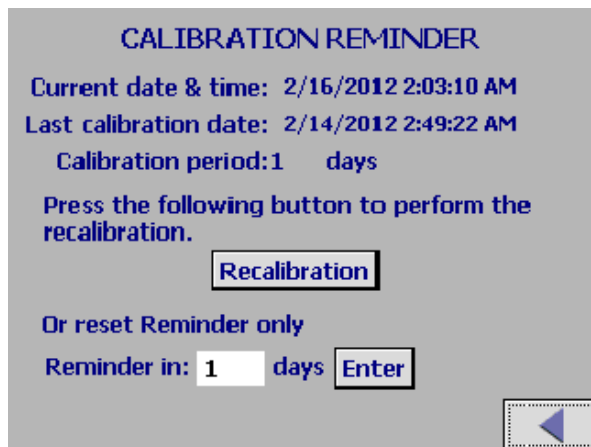 CALIBRATION REMINDER
Current date & time: 2/16/2012 2:03:10 AM
Last calibration date: 2/14/2012 2:49:22 AM
Calibration period:1 days
Press the following button to perform the
recalibration.
Recalibration
Or reset Reminder only
Reminder in: 1 days Enter